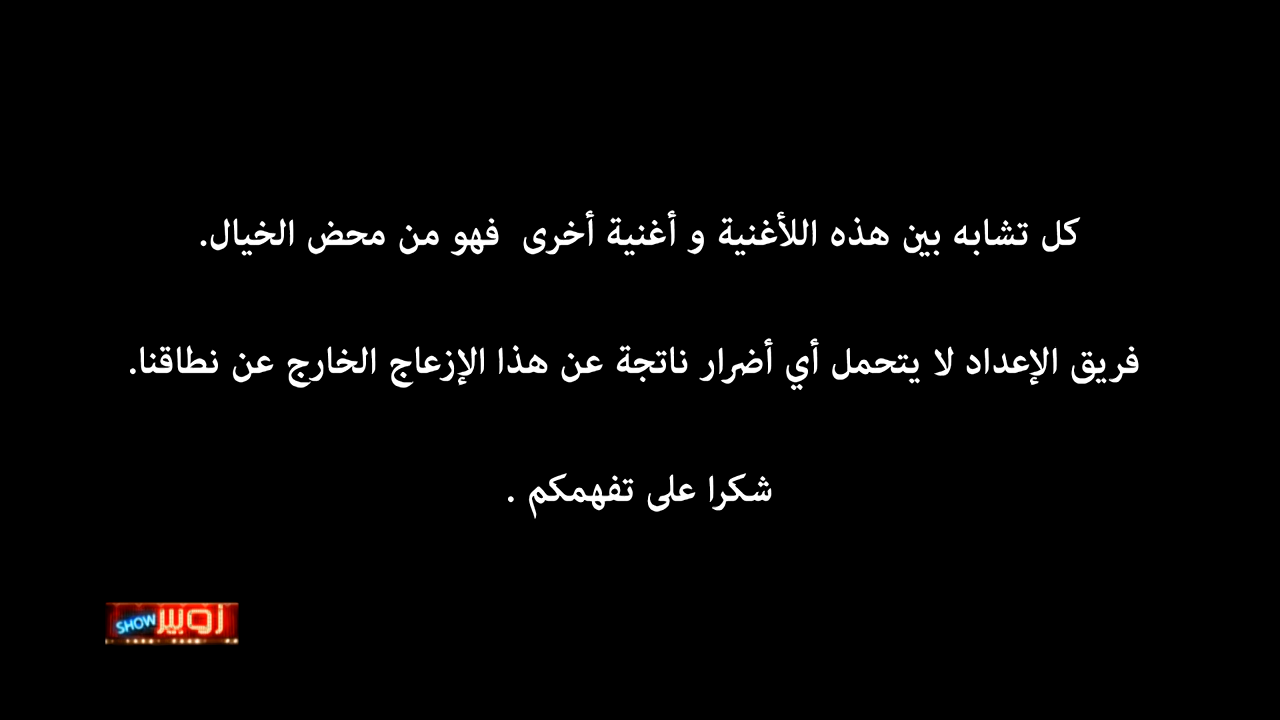 كل تشابه بين هذه اللأغنية و أغنية أخرى فهو من محض الخيال.
فريق الإعداد لا يتحمل أي أضرار ناتجة عن هذا الإزعاج الخارج عن نطاقنا.
شكرا على تفهمكم .
زوبير SHOW